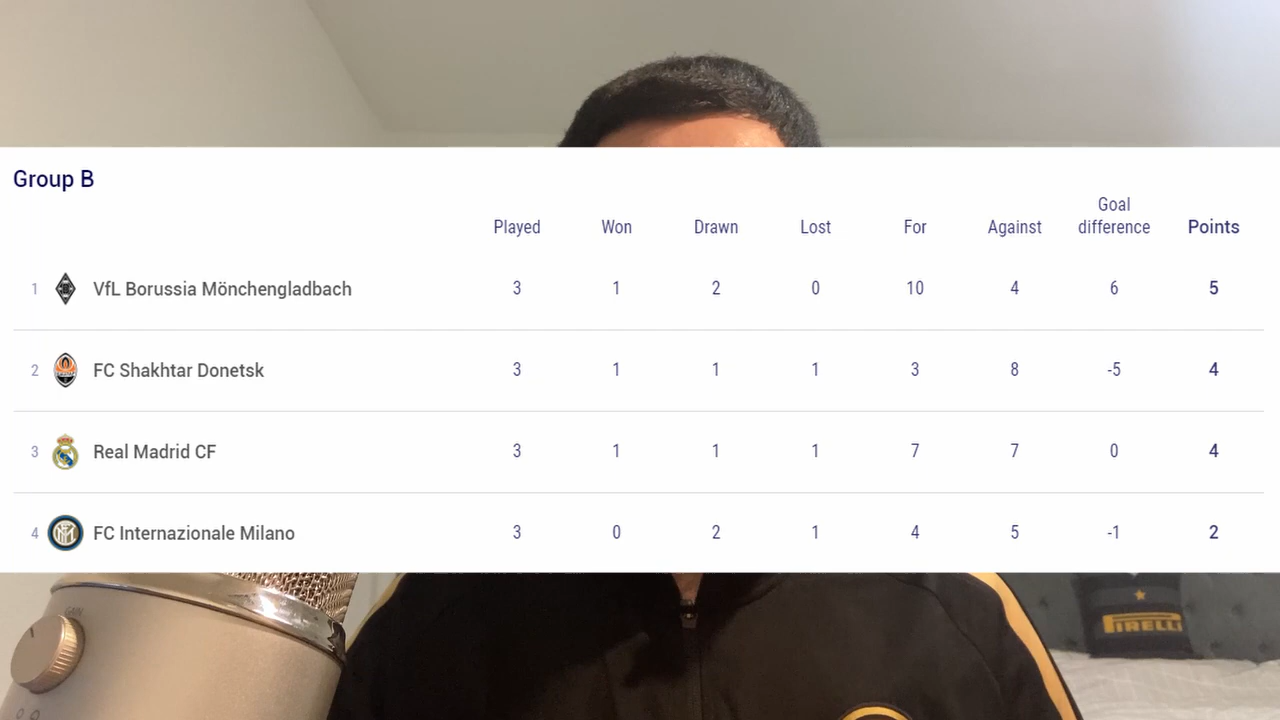 Group B
Played Won Drawn Lost For Against Goal difference Points
1 VfL Borussia Mönchengladbach 3 1 2 0 10 4 6 5
2 FC Shakhtar Donetsk 3 1 1 1 3 8 -5 4
3 Real Madrid CF 3 1 1 1 7 7 0 4
4 FC Internazionale Milano 3 0 2 1 4 5 -1 2
GAIN
PIRELLI